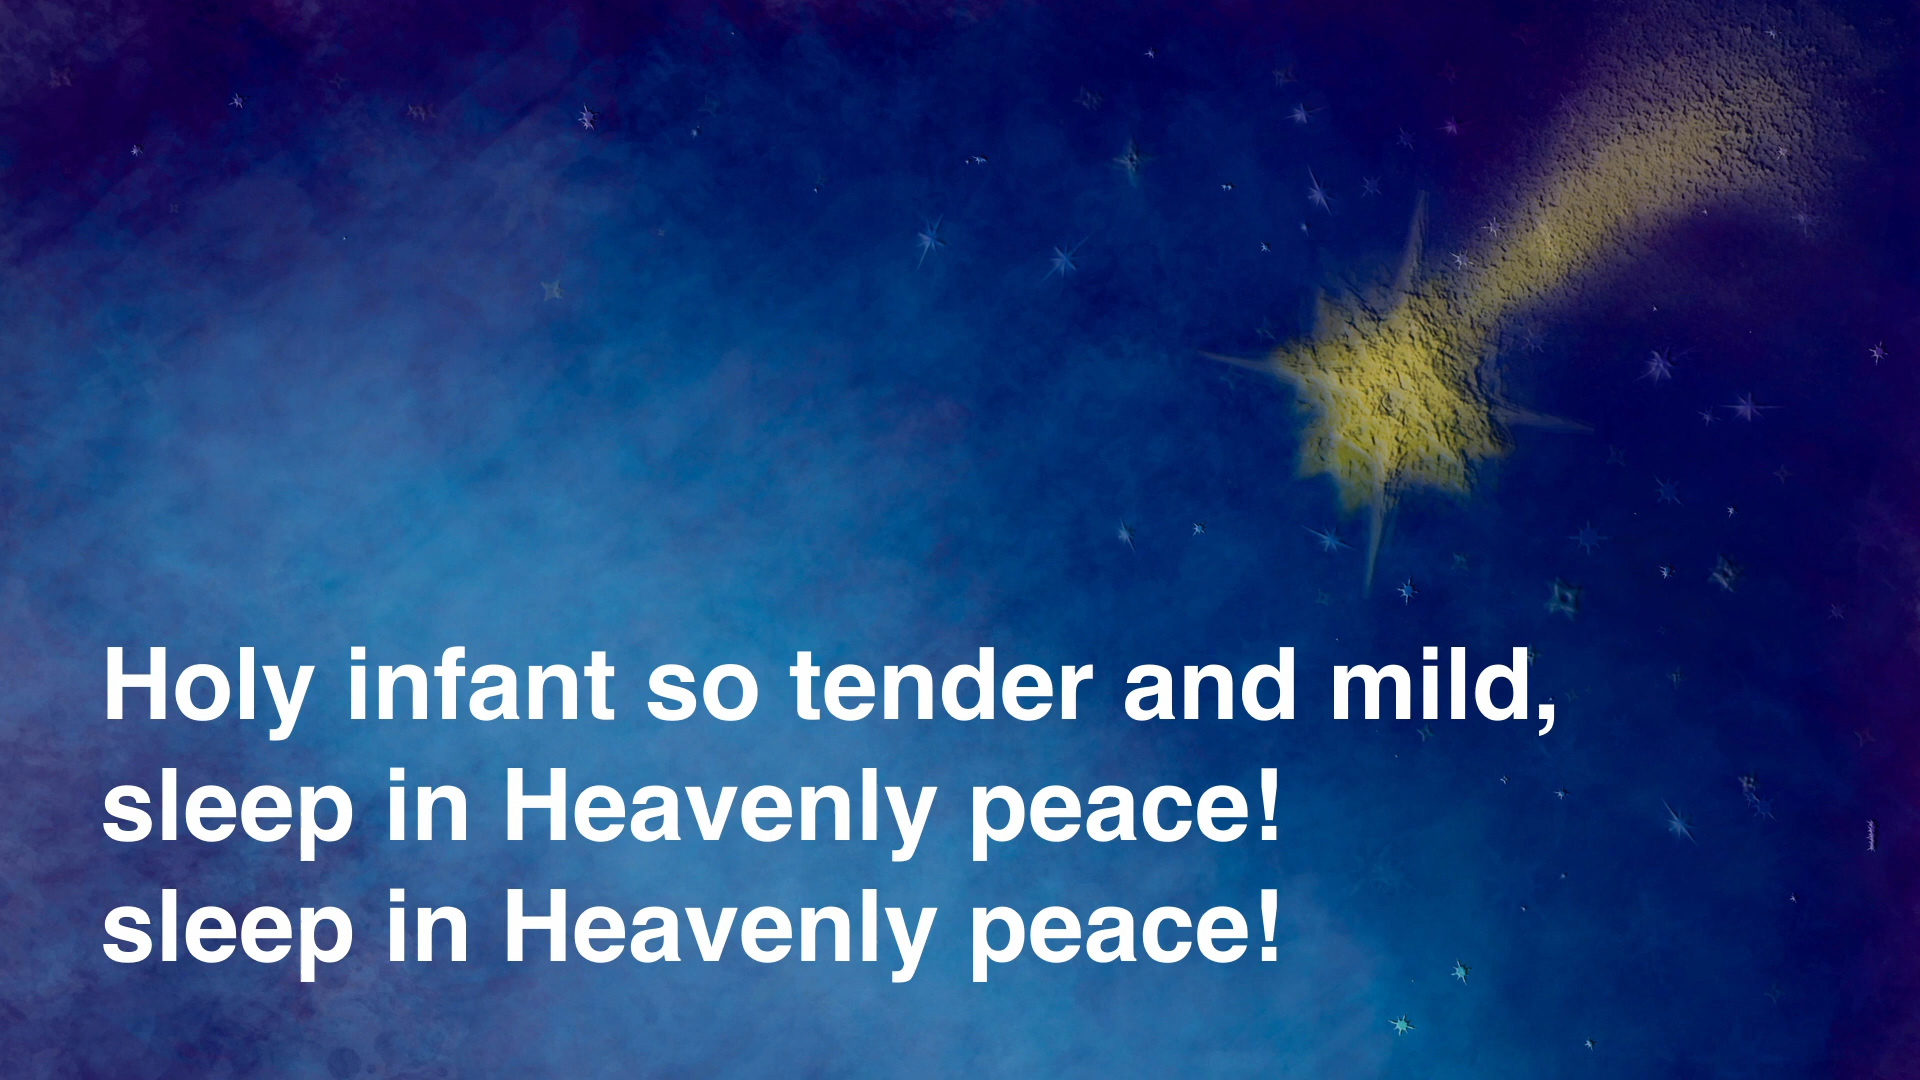 Holy infant so tender and mild,
sleep in Heavenly peace!
sleep in Heavenly peace!